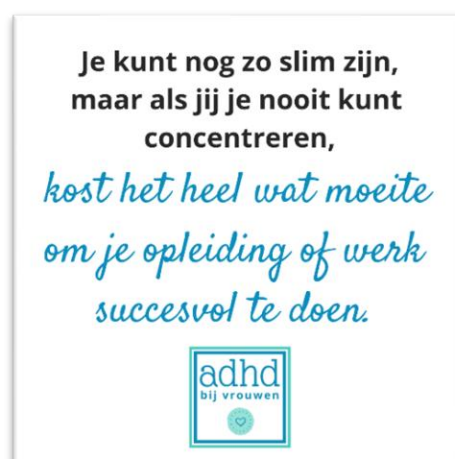 Je kunt nog zo slim zijn,
maar als jij je nooit kunt
concentreren,
kost het heel wat moeite
om je opleiding of werk
succesvol te doen.
adhd
bij vrouwen